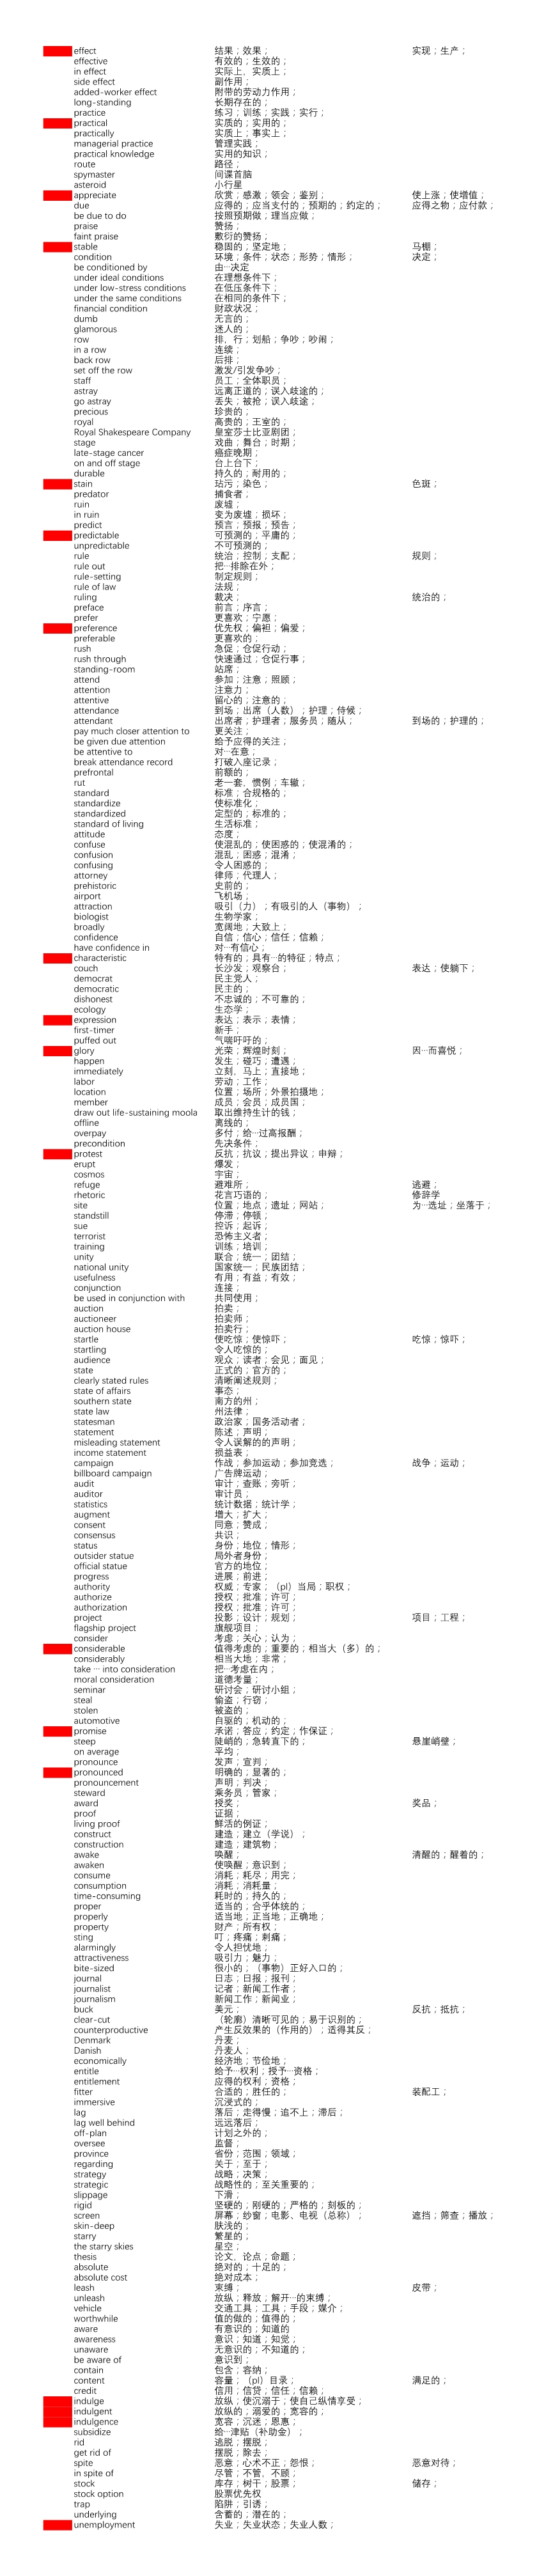 effect 结果；效果； 实现；生产；
effective 有效的；生效的；
in effect 实际上，实质上；
side effect 副作用；
added-worker effect 附带的劳动力作用；
long-standing 长期存在的；
practice 练习；训练；实践；实行；
practical 实质的；实用的；
practically 实质上；事实上；
managerial practice 管理实践；
practical knowledge 实用的知识；
route 路径；
spymaster 间谍首脑
asteroid 小行星
appreciate 欣赏；感激；领会；鉴别； 使上涨；使增值；
due 应得的；应当支付的；预期的；约定的； 应得之物；应付款；
be due to do 按照预期做；理当应做；
praise 赞扬；
faint praise 敷衍的赞扬；
stable 稳固的；坚定地； 马棚；
condition 环境；条件；状态；形势；情形； 决定；
be conditioned by 由···决定
under ideal conditions 在理想条件下；
under low-stress conditions 在低压条件下；
under the same conditions 在相同的条件下；
financial condition 财政状况；
dumb 无言的；
glamorous 迷人的；
row 排，行；划船；争吵；吵闹；
in a row 连续；
back row 后排；
set off the row 激发/引发争吵；
staff 员工；全体职员；
astray 远离正道的；误入歧途的；
go astray 丢失；被抢；误入歧途；
precious 珍贵的；
royal 高贵的；王室的；
Royal Shakespeare Company 皇室莎士比亚剧团；
stage 戏曲；舞台；时期；
late-stage cancer 癌症晚期；
on and off stage 台上台下；
durable 持久的；耐用的；
stain 玷污；染色； 色斑；
predator 捕食者；
ruin 废墟；
in ruin 变为废墟；损坏；
predict 预言；预报；预告；
predictable 可预测的；平庸的；
unpredictable 不可预测的；
rule 统治；控制；支配； 规则；
rule out 把···排除在外；
rule-setting 制定规则；
rule of law 法规；
ruling 裁决； 统治的；
preface 前言；序言；
prefer 更喜欢；宁愿；
preference 优先权；偏袒；偏爱；
preferable 更喜欢的；
rush 急促；仓促行动；
rush through 快速通过；仓促行事；
standing-room 站席；
attend 参加；注意；照顾；
attention 注意力；
attentive 留心的；注意的；
attendance 到场；出席（人数）；护理；侍候；
attendant 出席者；护理者；服务员；随从； 到场的；护理的；
pay much closer attention to 更关注；
be given due attention 给予应得的关注；
be attentive to 对···在意；
break attendance record 打破入座记录；
prefrontal 前额的；
rut 老一套，惯例；车辙；
standard 标准；合规格的；
standardize 使标准化；
standardized 定型的；标准的；
standard of living 生活标准；
attitude 态度；
confuse 使混乱的；使困惑的；使混淆的；
confusion 混乱；困惑；混淆；
confusing 令人困惑的；
attorney 律师；代理人；
prehistoric 史前的；
airport 飞机场；
attraction 吸引（力）；有吸引的人（事物）；
biologist 生物学家；
broadly 宽阔地；大致上；
confidence 自信；信心；信任；信赖；
have confidence in 对···有信心；
characteristic 特有的；具有···的特征；特点；
couch 长沙发；观察台； 表达；使躺下；
democrat 民主党人；
democratic 民主的；
dishonest 不忠诚的；不可靠的；
ecology 生态学；
expression 表达；表示；表情；
first-timer 新手；
puffed out 气喘吁吁的；
glory 光荣；辉煌时刻； 因···而喜悦；
happen 发生；碰巧；遭遇；
immediately 立刻，马上；直接地；
labor 劳动；工作；
location 位置；场所；外景拍摄地；
member 成员；会员；成员国；
draw out life-sustaining moola 取出维持生计的钱；
offline 离线的；
overpay 多付；给···过高报酬；
precondition 先决条件；
protest 反抗；抗议；提出异议；申辩；
erupt 爆发；
cosmos 宇宙；
refuge 避难所； 逃避；
rhetoric 花言巧语的； 修辞学
site 位置；地点；遗址；网站； 为···选址；坐落于；
standstill 停滞；停顿；
sue 控诉；起诉；
terrorist 恐怖主义者；
training 训练；培训；
unity 联合；统一；团结；
national unity 国家统一；民族团结；
usefulness 有用；有益；有效；
conjunction 连接；
be used in conjunction with 共同使用；
auction 拍卖；
auctioneer 拍卖师；
auction house 拍卖行；
startle 使吃惊；使惊吓； 吃惊；惊吓；
startling 令人吃惊的；
audience 观众；读者；会见；面见；
state 正式的；官方的；
clearly stated rules 清晰阐述规则；
state of affairs 事态；
southern state 南方的州；
state law 州法律；
statesman 政治家；国务活动者；
statement 陈述；声明；
misleading statement 令人误解的的声明；
income statement 损益表；
campaign 作战；参加运动；参加竞选； 战争；运动；
billboard campaign 广告牌运动；
audit 审计；查账；旁听；
auditor 审计员；
statistics 统计数据；统计学；
augment 增大；扩大；
consent 同意；赞成；
consensus 共识；
status 身份；地位；情形；
outsider statue 局外者身份；
official statue 官方的地位；
progress 进展；前进；
authority 权威；专家；（pl）当局；职权；
authorize 授权；批准；许可；
authorization 授权；批准；许可；
project 投影；设计；规划； 项目；工程；
flagship project 旗舰项目；
consider 考虑；关心；认为；
considerable 值得考虑的；重要的；相当大（多）的；
considerably 相当大地；非常；
take ··· into consideration 把···考虑在内；
moral consideration 道德考量；
seminar 研讨会；研讨小组；
steal 偷盗；行窃；
stolen 被盗的；
automotive 自驱的；机动的；
promise 承诺；答应；约定；作保证；
steep 陡峭的；急转直下的； 悬崖峭壁；
on average 平均；
pronounce 发声；宣判；
pronounced 明确的；显著的；
pronouncement 声明；判决；
steward 乘务员；管家；
award 授奖； 奖品；
proof 证据；
living proof 鲜活的例证；
construct 建造；建立（学说）；
construction 建造；建筑物；
awake 唤醒； 清醒的；醒着的；
awaken 使唤醒；意识到；
consume 消耗；耗尽；用完；
consumption 消耗；消耗量；
time-consuming 耗时的；持久的；
proper 适当的；合乎体统的；
properly 适当地；正当地；正确地；
property 财产；所有权；
sting 叮；疼痛；刺痛；
alarmingly 令人担忧地；
attractiveness 吸引力；魅力；
bite-sized 很小的；（事物）正好入口的；
journal 日志；日报；报刊；
journalist 记者；新闻工作者；
journalism 新闻工作；新闻业；
buck 美元； 反抗；抵抗；
clear-cut （轮廓）清晰可见的；易于识别的；
counterproductive 产生反效果的（作用的）；适得其反；
Denmark 丹麦；
Danish 丹麦人；
economically 经济地；节俭地；
entitle 给予···权利；授予···资格；
entitlement 应得的权利；资格；
fitter 合适的；胜任的； 装配工；
immersive 沉浸式的；
lag 落后；走得慢；追不上；滞后；
lag well behind 远远落后；
off-plan 计划之外的；
oversee 监督；
province 省份；范围；领域；
regarding 关于；至于；
strategy 战略；决策；
strategic 战略性的；至关重要的；
slippage 下滑；
rigid 坚硬的；刚硬的；严格的；刻板的；
screen 屏幕；纱窗；电影、电视（总称）； 遮挡；筛查；播放；
skin-deep 肤浅的；
starry 繁星的；
the starry skies 星空；
thesis 论文，论点；命题；
absolute 绝对的；十足的；
absolute cost 绝对成本；
leash 束缚； 皮带；
unleash 放纵；释放；解开···的束缚；
vehicle 交通工具；工具；手段；媒介；
worthwhile 值的做的；值得的；
aware 有意识的；知道的
awareness 意识；知道；知觉；
unaware 无意识的；不知道的；
be aware of 意识到；
contain 包含；容纳；
content 容量；（pl）目录； 满足的；
credit 信用；信贷；信任；信赖；
indulge 放纵；使沉溺于；使自己纵情享受；
indulgent 放纵的；溺爱的；宽容的；
indulgence 宽容；沉迷；恩惠；
subsidize 给···津贴（补助金）；
rid 逃脱；摆脱；
get rid of 摆脱；除去；
spite 恶意；心术不正；怨恨； 恶意对待；
in spite of 尽管；不管，不顾；
stock 库存；树干；股票； 储存；
stock option 股票优先权
trap 陷阱；引诱；
underlying 含蓄的；潜在的；
unemployment 失业；失业状态；失业人数；